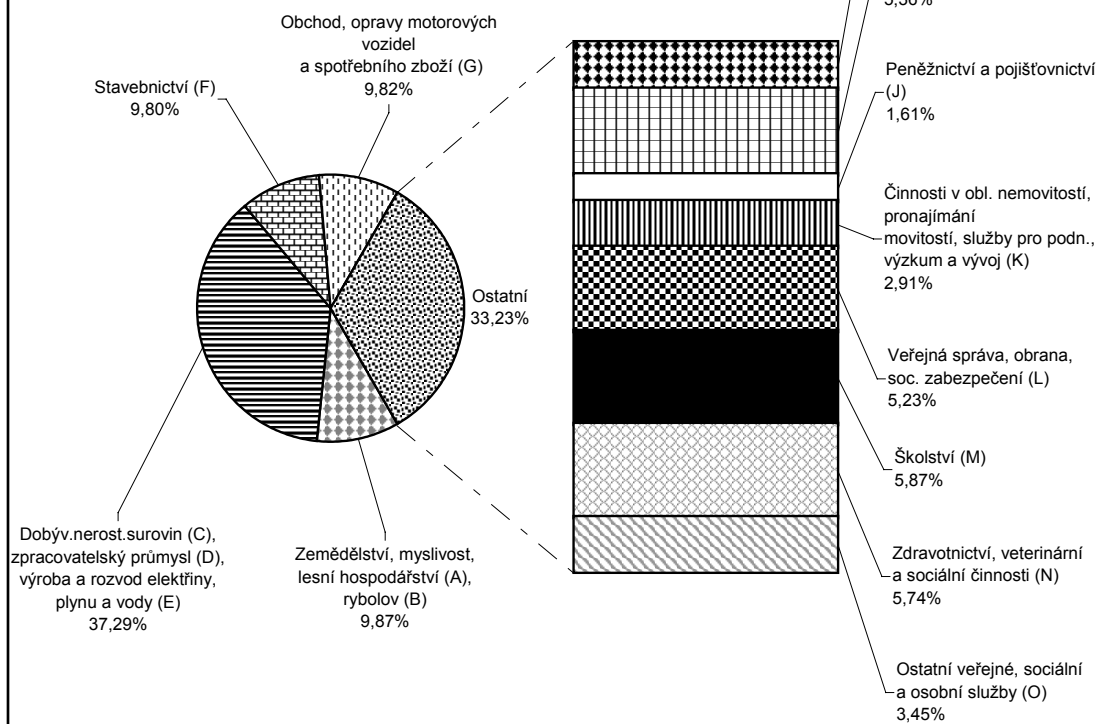 Obchod, opravy motorových
vozidel
a spotřebního zboží (G)
9,82%
Stavebnictví (F)
9,80%
Ostatní
33,23%
Dobýv.nerost.surovin (C),
zpracovatelský průmysl (D),
výroba a rozvod elektřiny,
plynu a vody (E)
37,29%
Zemědělství, myslivost,
lesní hospodářství (A),
rybolov (B)
9,87%
Peněžnictví a pojišťovnictví
(J)
1,61%
Činnosti v obl. nemovitostí,
pronajímání
movitostí, služby pro podn.,
výzkum a vývoj (K)
2,91%
Veřejná správa, obrana,
soc. zabezpečení (L)
5,23%
Školství (M)
5,87%
Zdravotnictví, veterinární
a sociální činnosti (N)
5,74%
Ostatní veřejné, sociální
a osobní služby (O)
3,45%